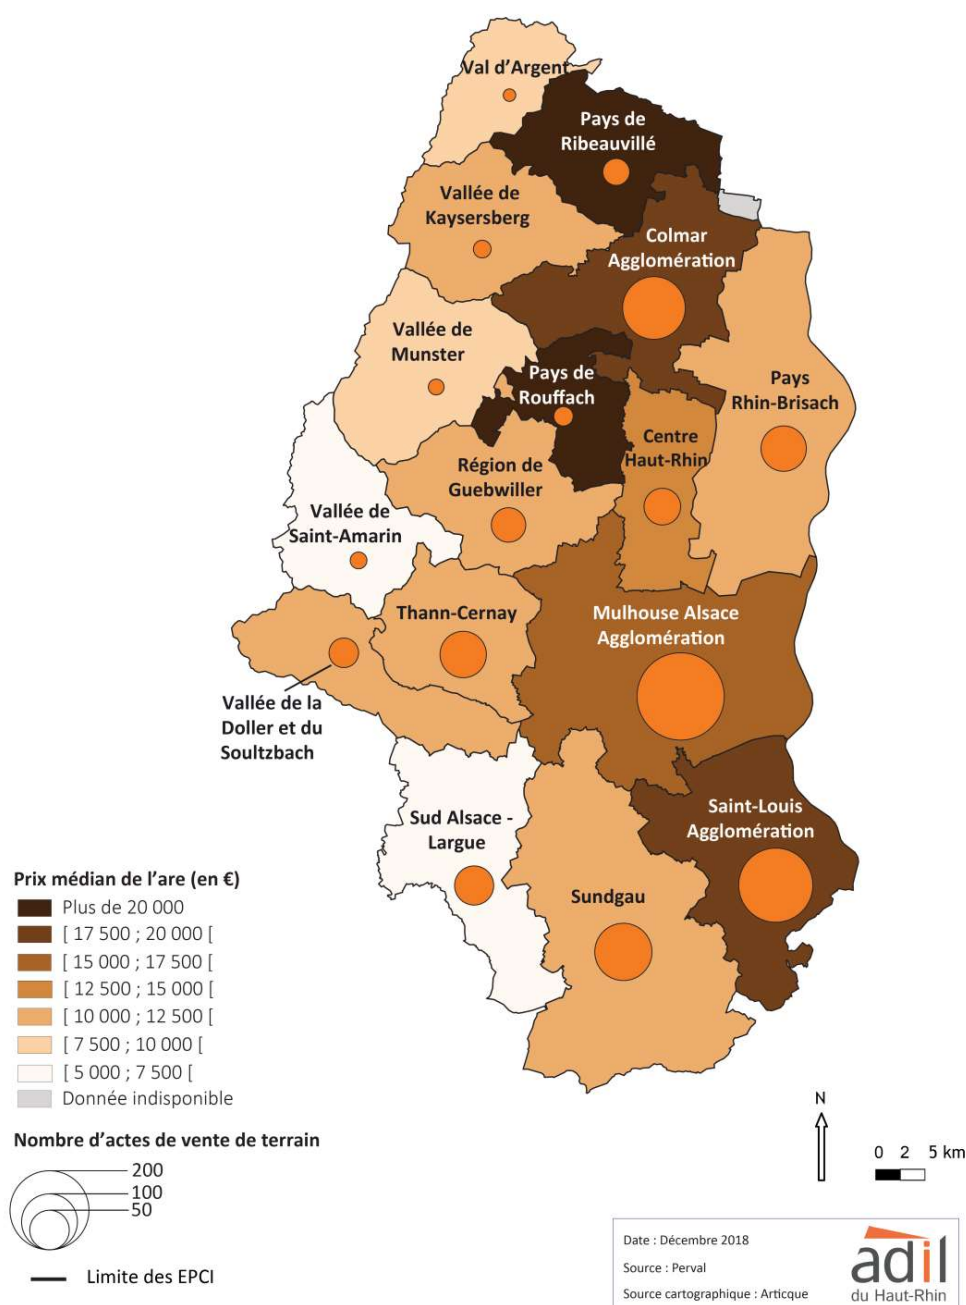 Val d'Argent
Pays de
Ribeauvillé
Vallée de
Kaysersberg
Colmar
Agglomération
Vallée de
Munster
Pays de
Rouffach
Pays
Rhin-Brisach
Centre
Haut-Rhin
Région de
Guebwiller
Vallée de
Saint-Amarin
Thann-Cernay
Mulhouse Alsace
Agglomération
Vallée de la
Doller et du
Soultzbach
Sud Alsace -
Largue
Saint-Louis
Agglomération
Sundgau
Prix médian de l'are (en €)
Plus de 20 000
[ 17 500 ; 20 000 [
[ 15 000 ; 17 500 [
[ 12 500 ; 15 000 [
[ 10 000 ; 12 500 [
[ 7 500 ; 10 000 [
[ 5 000 ; 7 500 [
Donnée indisponible
Nombre d'actes de vente de terrain
200
100
50
Limite des EPCI
N
0 2 5 km
Date : Décembre 2018
Source : Perval
Source cartographique : Articque
adil
du Haut-Rhin